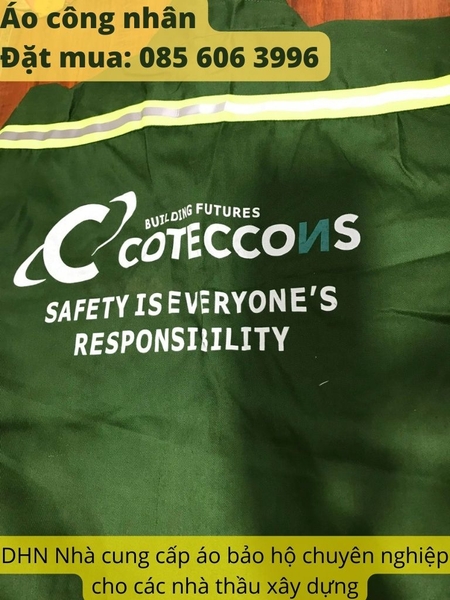 Áo công nhân
Đặt mua: 085 606 3996
BUILDING FUTURES
COTECCONS
SAFETY IS EVERYONE'S
RESPONSIBILITY
DHN Nhà cung cấp áo bảo hộ chuyên nghiệp
cho các nhà thầu xây dựng